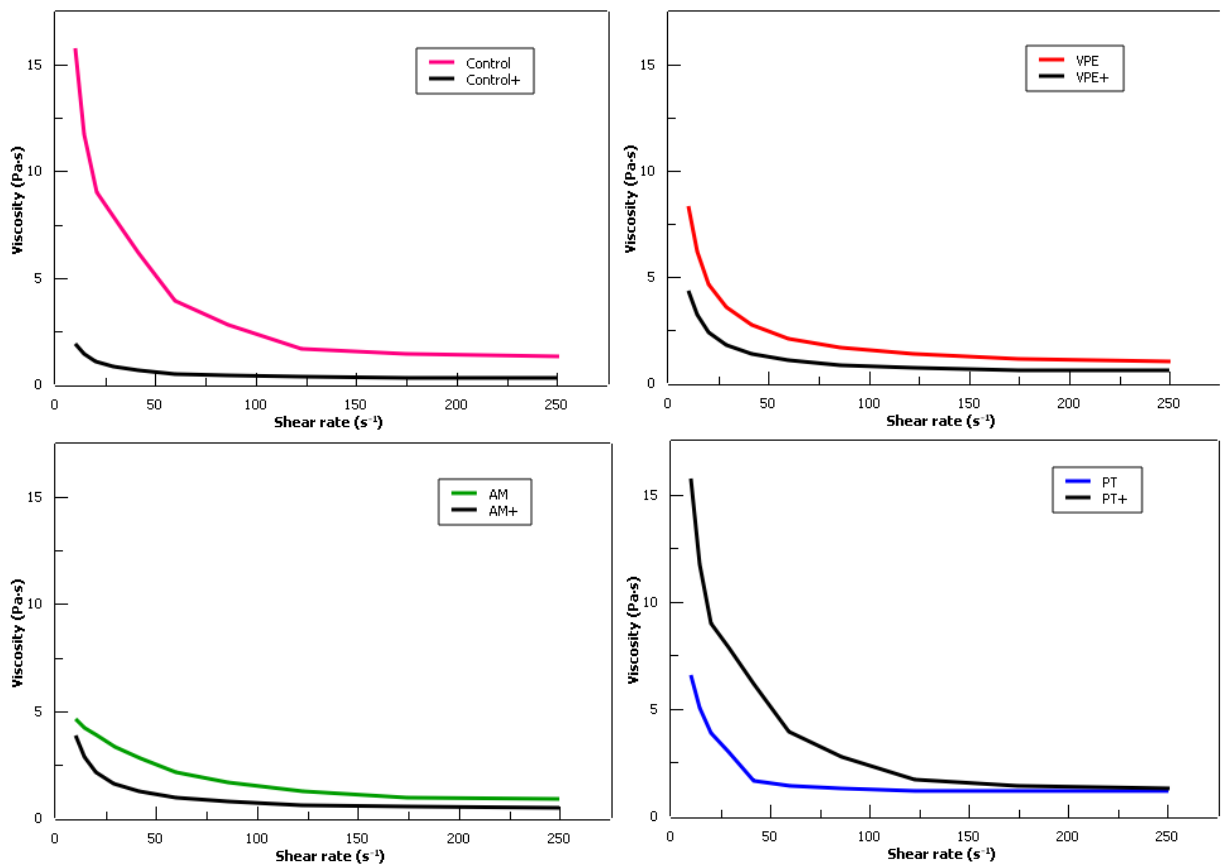 Viscosity (Pa·s)
15
10
5
0
Control
Control+
0 50 100 150 200 250
Shear rate (s⁻¹)
Viscosity (Pa·s)
15
10
5
0
VPE
VPE+
0 50 100 150 200 250
Shear rate (s⁻¹)
Viscosity (Pa·s)
15
10
5
0
AM
AM+
0 50 100 150 200 250
Shear rate (s⁻¹)
Viscosity (Pa·s)
15
10
5
0
PT
PT+
0 50 100 150 200 250
Shear rate (s⁻¹)